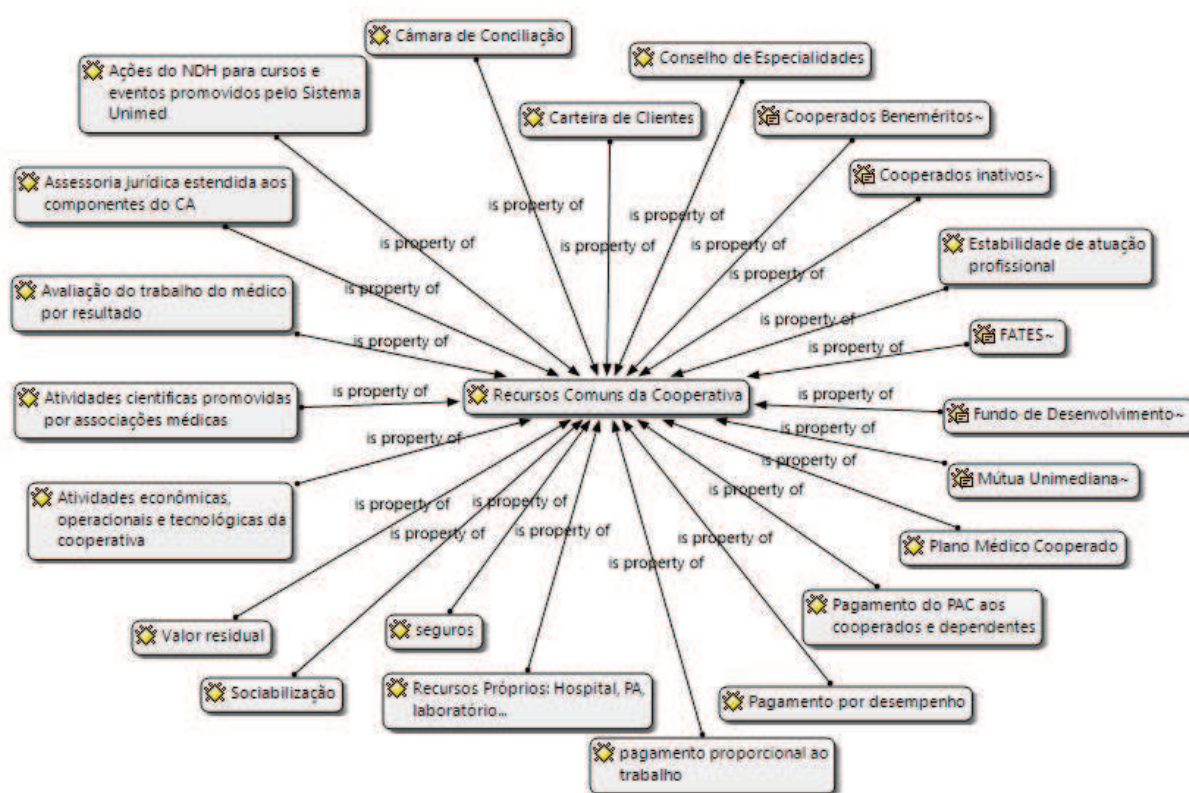 Câmara de Conciliação
Conselho de Especialidades
Ações do NDH para cursos e
eventos promovidos pelo Sistema
Unimed
Carteira de Clientes
Cooperados Beneméritos~
Assessoria jurídica estendida aos
componentes do CA
Cooperados inativos~
is property of
is property of
is property of
is property of
is property of
is property of
Estabilidade de atuação
profissional
Avaliação do trabalho do médico
por resultado
is property of
is property of
is property of
FATES~
is property of
is property of
Atividades cientificas promovidas
por associações médicas
is property of
Recursos Comuns da Cooperativa
is property of
Fundo de Desenvolvimento~
is property of
is property of
Mútua Unimediana~
is property of
Atividades econômicas,
operacionais e tecnológicas da
cooperativa
is property of
is property of
is property of
is property of
is property of
is property of
Plano Médico Cooperado
Valor residual
seguros
Pagamento do PAC aos
cooperados e dependentes
Sociabilização
Recursos Próprios: Hospital, PA,
laboratório...
Pagamento por desempenho
pagamento proporcional ao
trabalho